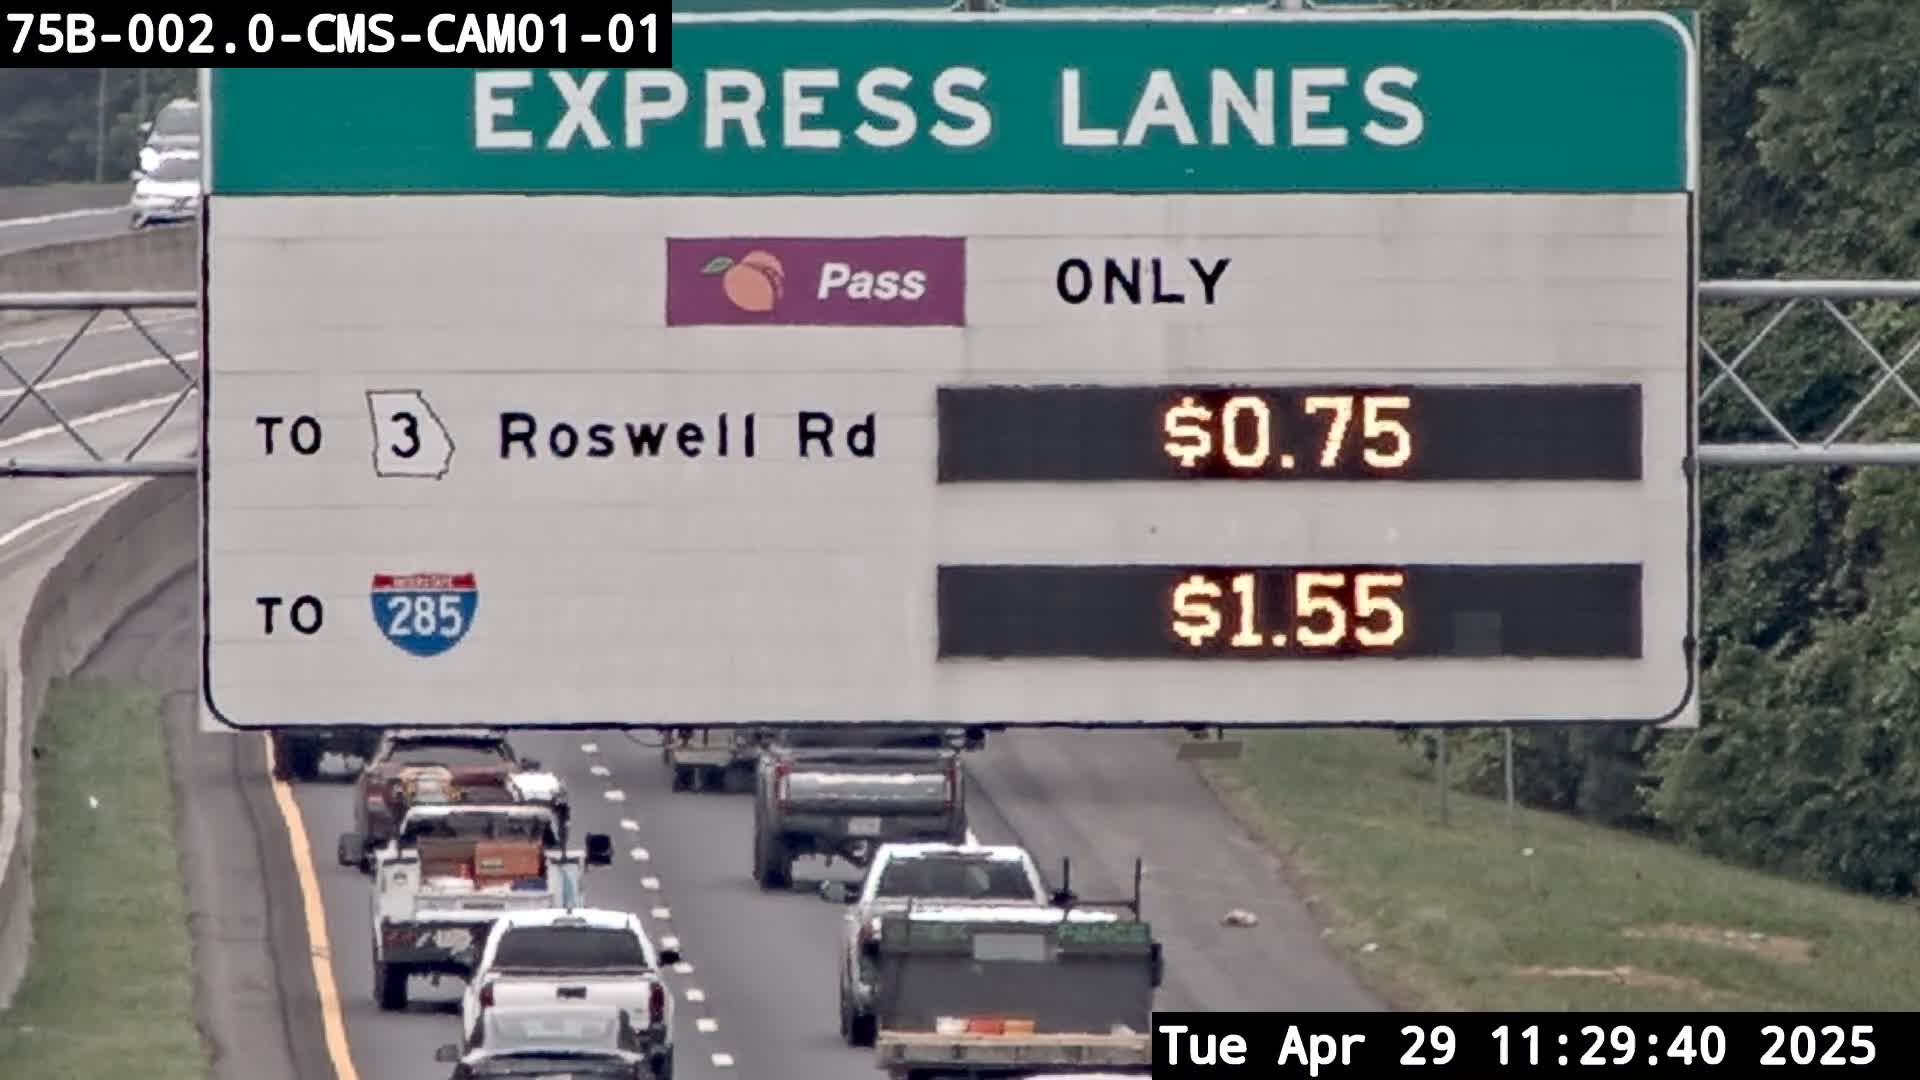 75B-002.0-CMS-CAM01-01
EXPRESS LANES
Pass ONLY
TO 3 Roswell Rd $0.75
INTERSTATE
TO 285 $1.55
Tue Apr 29 11:29:40 2025